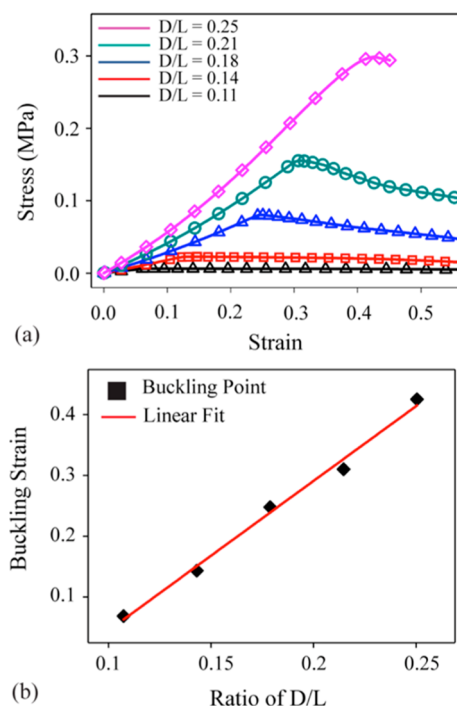 D/L = 0.25
D/L = 0.21
D/L = 0.18
D/L = 0.14
D/L = 0.11
0.3
0.2
0.1
0.0
Stress (MPa)
0.0 0.1 0.2 0.3 0.4 0.5
Strain
(a)
Buckling Point
Linear Fit
0.4
0.3
0.2
0.1
Buckling Strain
0.1 0.15 0.2 0.25
Ratio of D/L
(b)